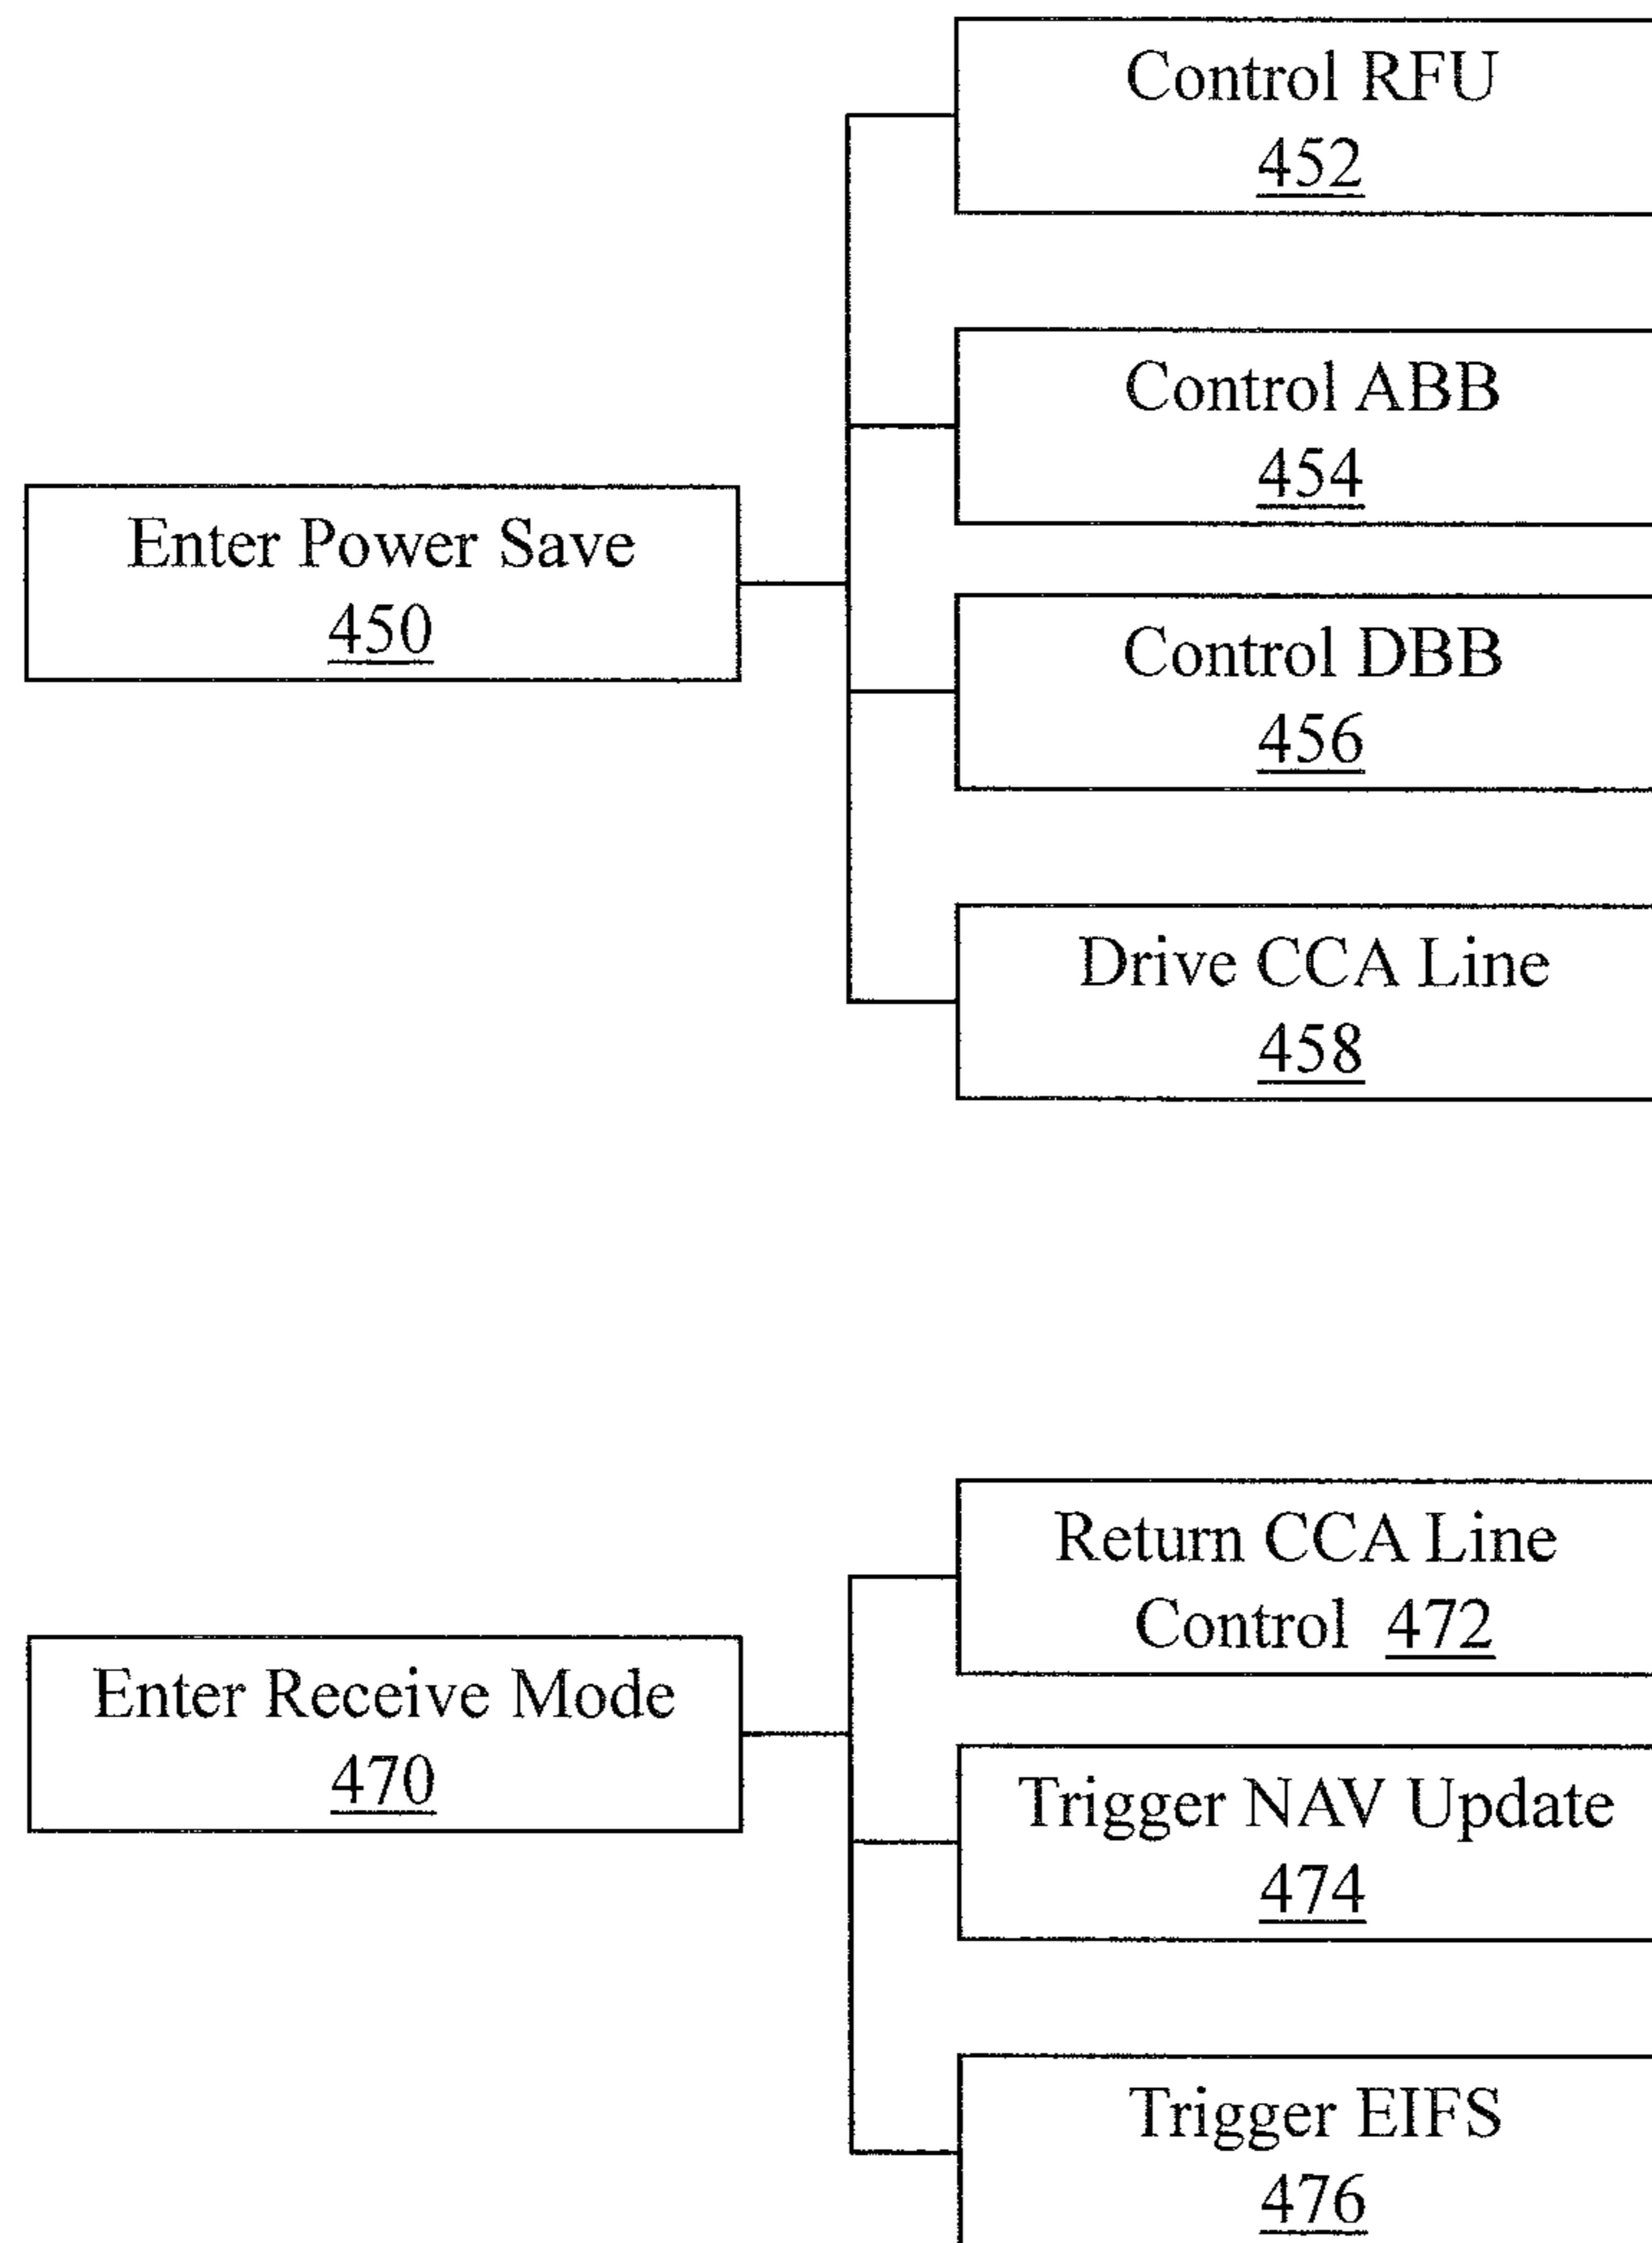 Control RFU
452
Control ABB
454
Enter Power Save
450
Control DBB
456
Drive CCA Line
458
Return CCA Line
Control 472
Enter Receive Mode
470
Trigger NAV Update
474
Trigger EIFS
476